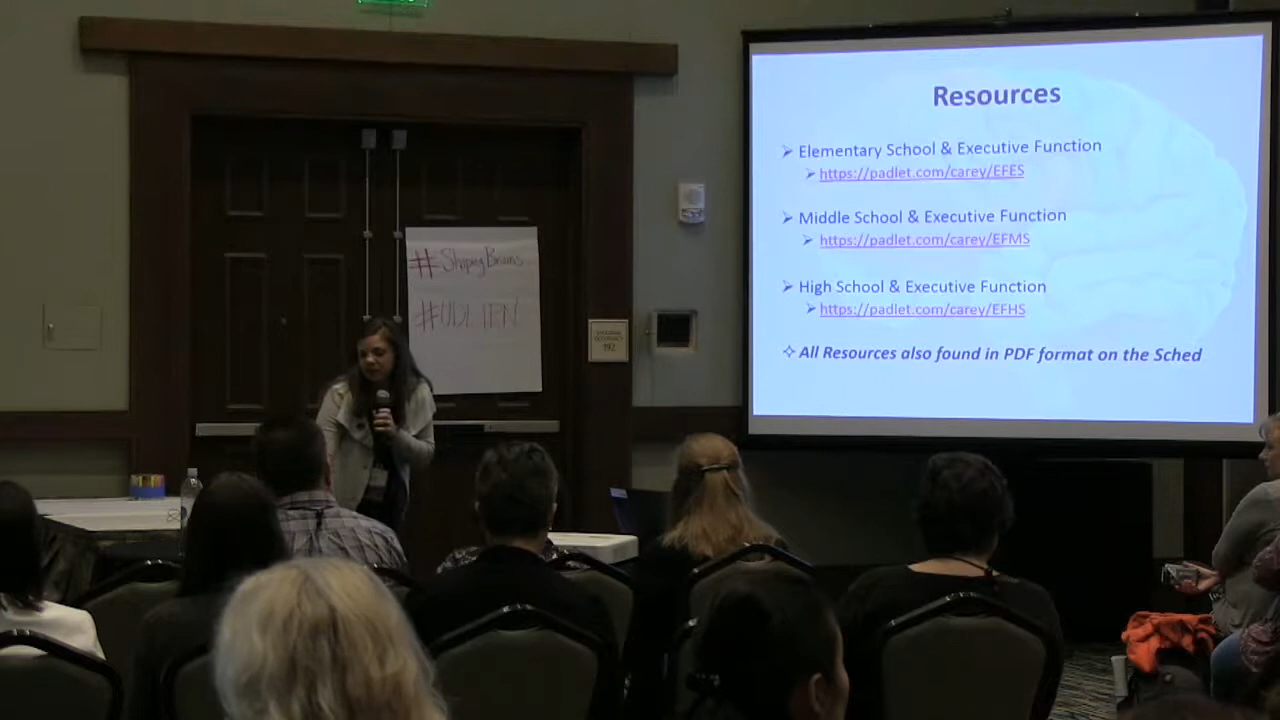 Resources
➢ Elementary School & Executive Function
➢ https://padlet.com/carey/EFES
➢ Middle School & Executive Function
➢ https://padlet.com/carey/EFMS
➢ High School & Executive Function
➢ https://padlet.com/carey/EFHS
❖ All Resources also found in PDF format on the Sched
#ShapingBrains
#UDLIRN
192